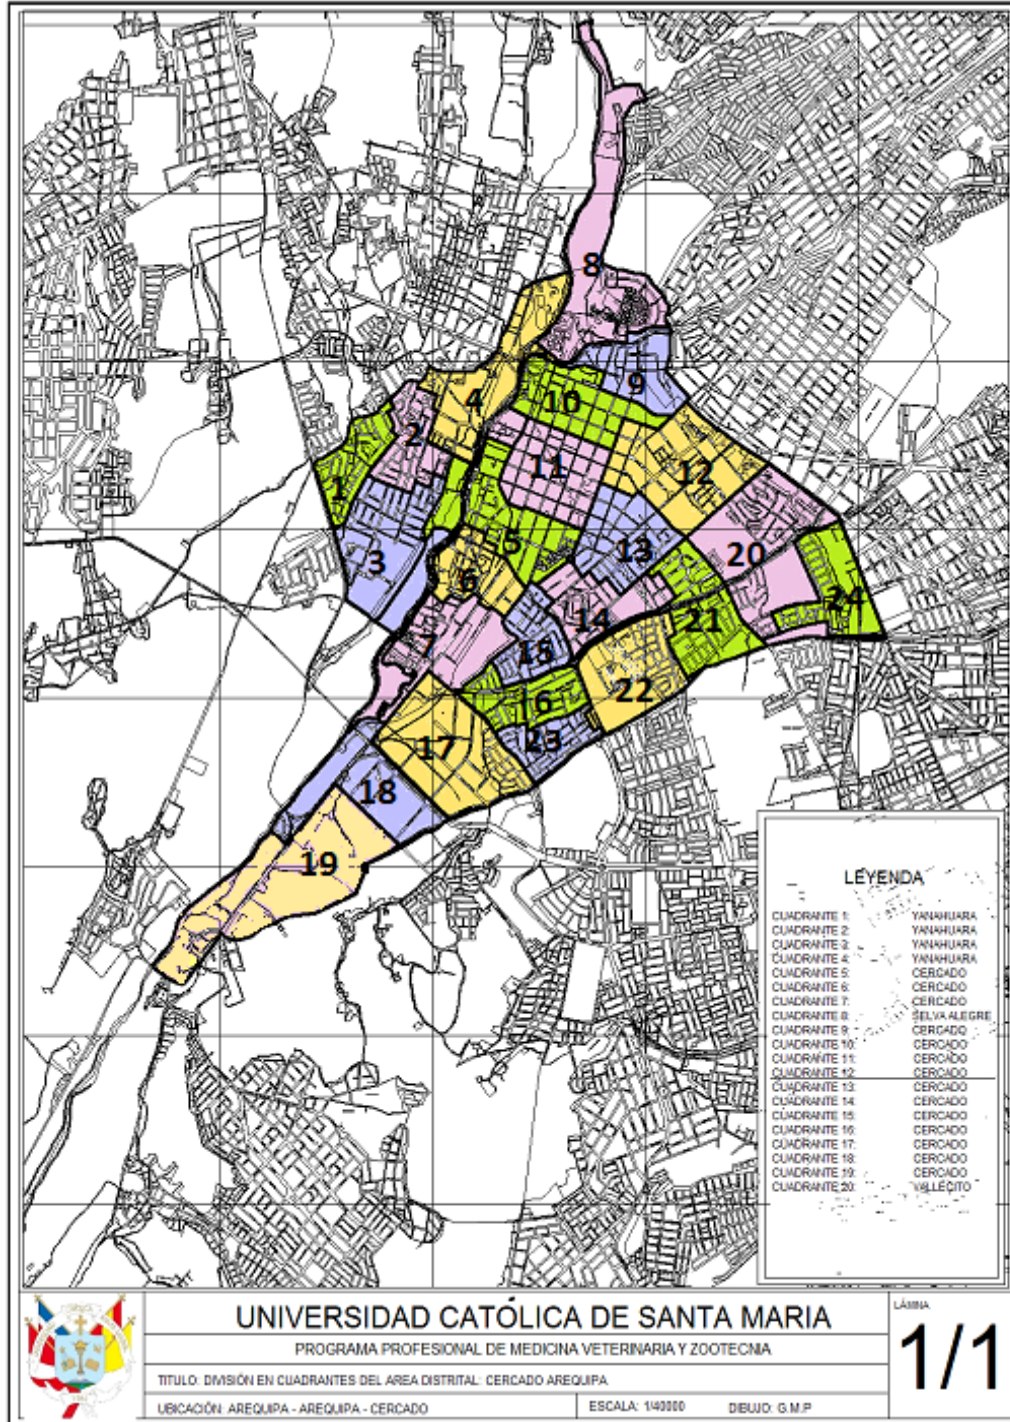 8
9
4
10
2
11
12
1
5
13
3
20
6
24
14
21
7
15
22
16
23
17
18
19
LEYENDA
CUADRANTE 1: YANAHUARA
CUADRANTE 2: YANAHUARA
CUADRANTE 3: YANAHUARA
CUADRANTE 4: YANAHUARA
CUADRANTE 5: CERCADO
CUADRANTE 6: CERCADO
CUADRANTE 7: CERCADO
CUADRANTE 8: SELVA ALEGRE
CUADRANTE 9: CERCADO
CUADRANTE 10: CERCADO
CUADRANTE 11: CERCADO
CUADRANTE 12: CERCADO
CUADRANTE 13: CERCADO
CUADRANTE 14: CERCADO
CUADRANTE 15: CERCADO
CUADRANTE 16: CERCADO
CUADRANTE 17: CERCADO
CUADRANTE 18: CERCADO
CUADRANTE 19: CERCADO
CUADRANTE 20: VALLECITO
UNIVERSIDAD CATÓLICA DE SANTA MARIA
PROGRAMA PROFESIONAL DE MEDICINA VETERINARIA Y ZOOTECNIA
TITULO: DIVISIÓN EN CUADRANTES DEL AREA DISTRITAL: CERCADO AREQUIPA
UBICACIÓN: AREQUIPA - AREQUIPA - CERCADO
ESCALA: 1/40000
DIBUJO: G.M.P
LÁMINA
1/1